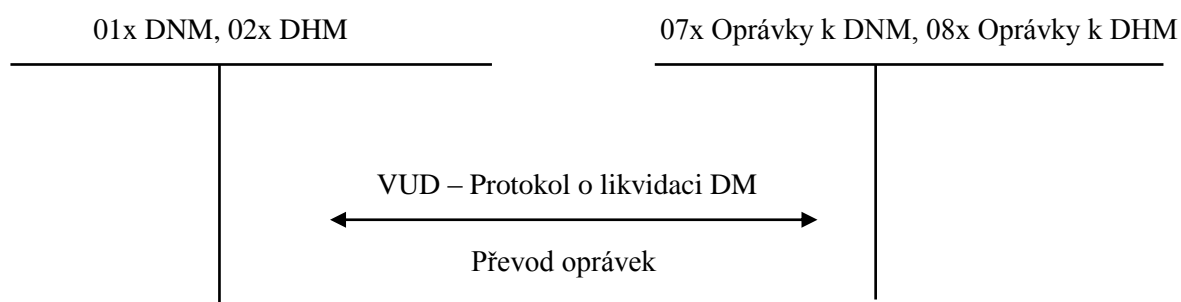 01x DNM, 02x DHM
07x Oprávky k DNM, 08x Oprávky k DHM
VUD – Protokol o likvidaci DM
Převod oprávek